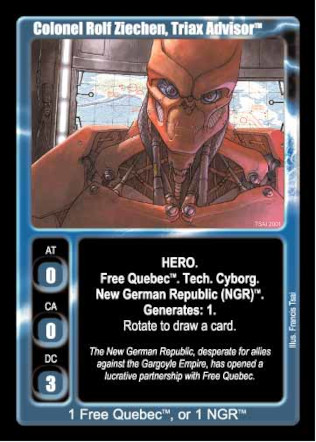 Colonel Rolf Ziechen, Triax Advisor™
TSAI 2001
AT
0
CA
0
DC
3
HERO.
Free Quebec™. Tech. Cyborg.
New German Republic (NGR)™.
Generates: 1.
Rotate to draw a card.
The New German Republic, desperate for allies
against the Gargoyle Empire, has opened a
lucrative partnership with Free Quebec.
Illus. Francis Tsai
1 Free Quebec™, or 1 NGR™